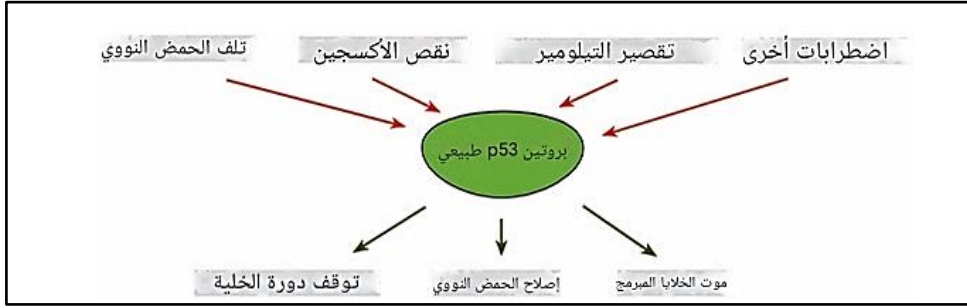 اضطرابات أخرى
تقصير التيلومير
نقص الأكسجين
تلف الحمض النووي
بروتين p53 طبيعي
موت الخلايا المبرمج
إصلاح الحمض النووي
توقف دورة الخلية